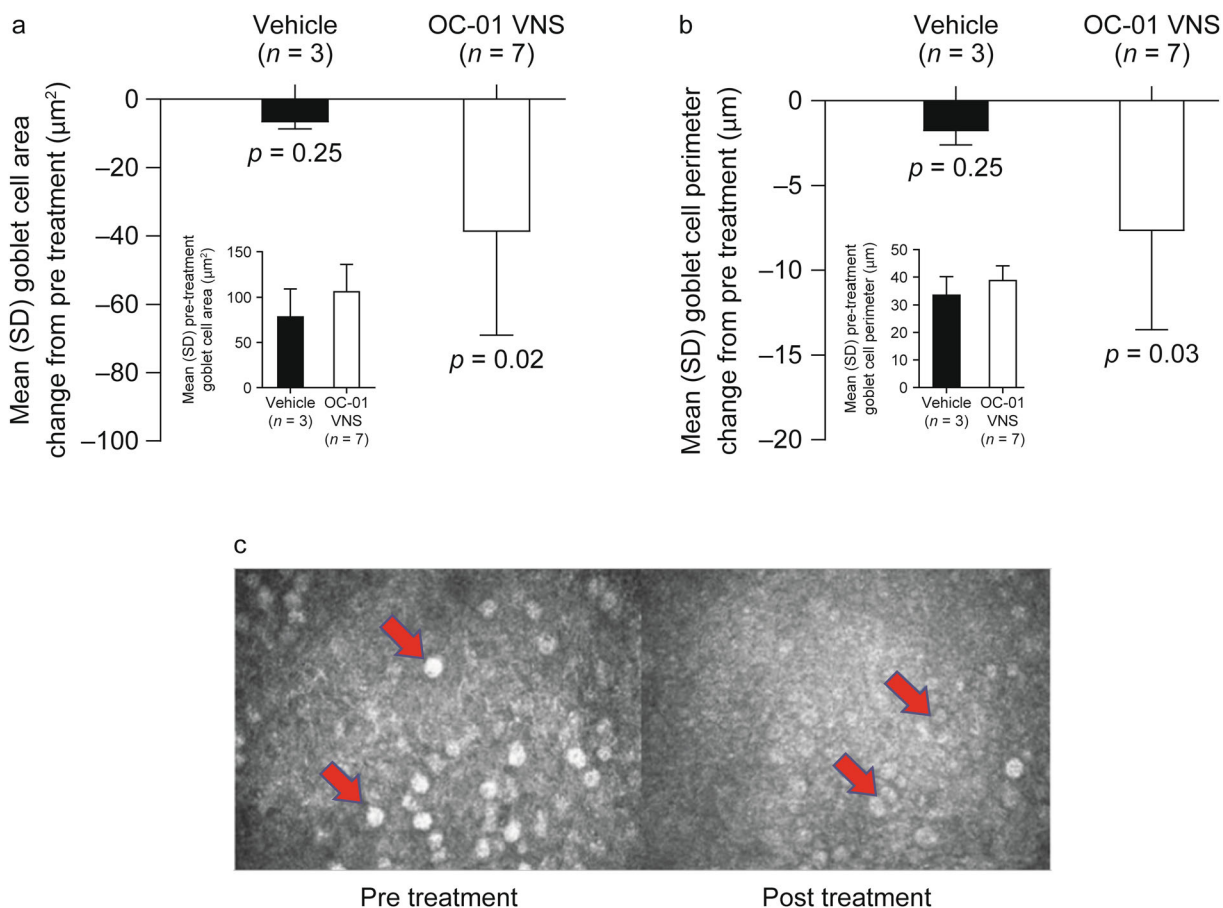 a
Vehicle
(n = 3)
OC-01 VNS
(n = 7)
Mean (SD) goblet cell area
change from pre treatment (µm²)
0
–20
–40
–60
–80
–100
p = 0.25
p = 0.02
Mean (SD) pre-treatment
goblet cell area (µm²)
150
100
50
0
Vehicle
(n = 3)
OC-01
VNS
(n = 7)
b
Vehicle
(n = 3)
OC-01 VNS
(n = 7)
Mean (SD) goblet cell perimeter
change from pre treatment (µm)
0
–5
–10
–15
–20
p = 0.25
p = 0.03
Mean (SD) pre-treatment
goblet cell perimeter (µm)
50
40
30
20
10
0
Vehicle
(n = 3)
OC-01
VNS
(n = 7)
c
Pre treatment
Post treatment